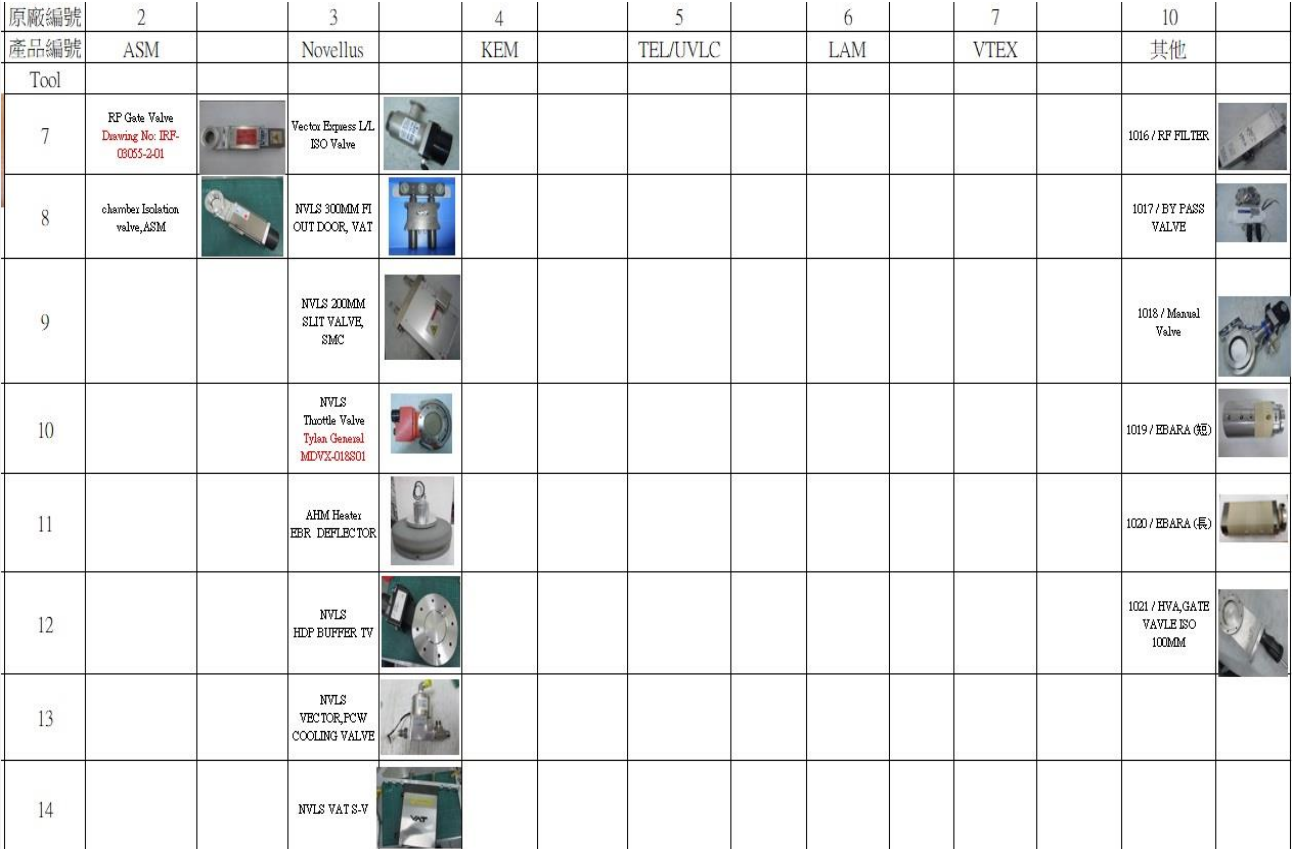 原廠編號 2 3 4 5 6 7 10
產品編號 ASM Novellus KEM TEL/UVLC LAM VTEX 其他
Tool
7
RP Gate Valve
Drawing No: IRF-
03055-2-01
Vector Express L/L
ISO Valve
1016 / RF FILTER
8
chamber Isolation
valve,ASM
NVLS 300MM FI
OUT DOOR, VAT
1017 / BY PASS
VALVE
9
NVLS 200MM
SLIT VALVE,
SMC
1018 / Manual
Valve
10
NVLS
Throttle Valve
Tylan General
MDVX-018S01
1019 / EBARA (短)
11
AHM Heater
EBR DEFLECTOR
1020 / EBARA (長)
12
NVLS
HDP BUFFER TV
1021 / HVA,GATE
VAVLE ISO
100MM
13
NVLS
VECTOR,PCW
COOLING VALVE
14
NVLS VAT S-V
VAT